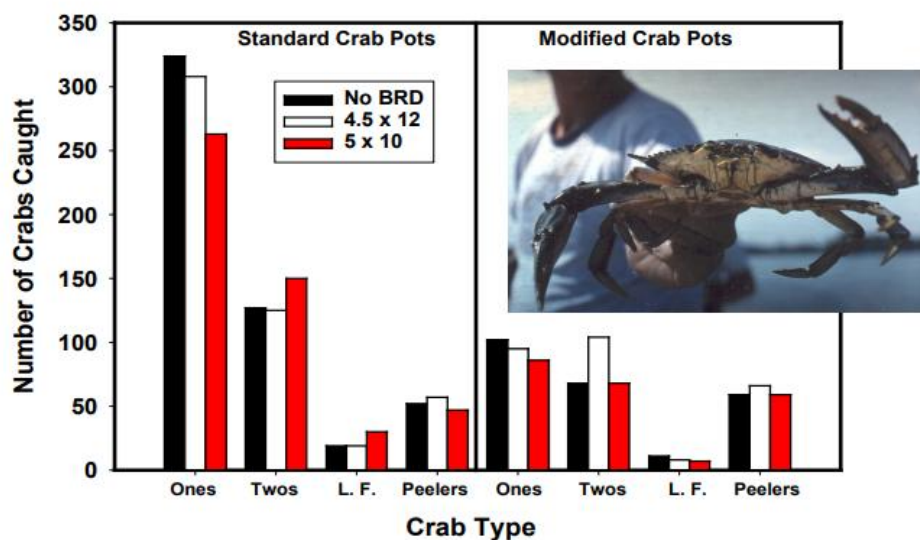 350
300
250
200
150
100
50
0
Number of Crabs Caught
Standard Crab Pots
Modified Crab Pots
No BRD
4.5 x 12
5 x 10
Ones Twos L. F. Peelers Ones Twos L. F. Peelers
Crab Type